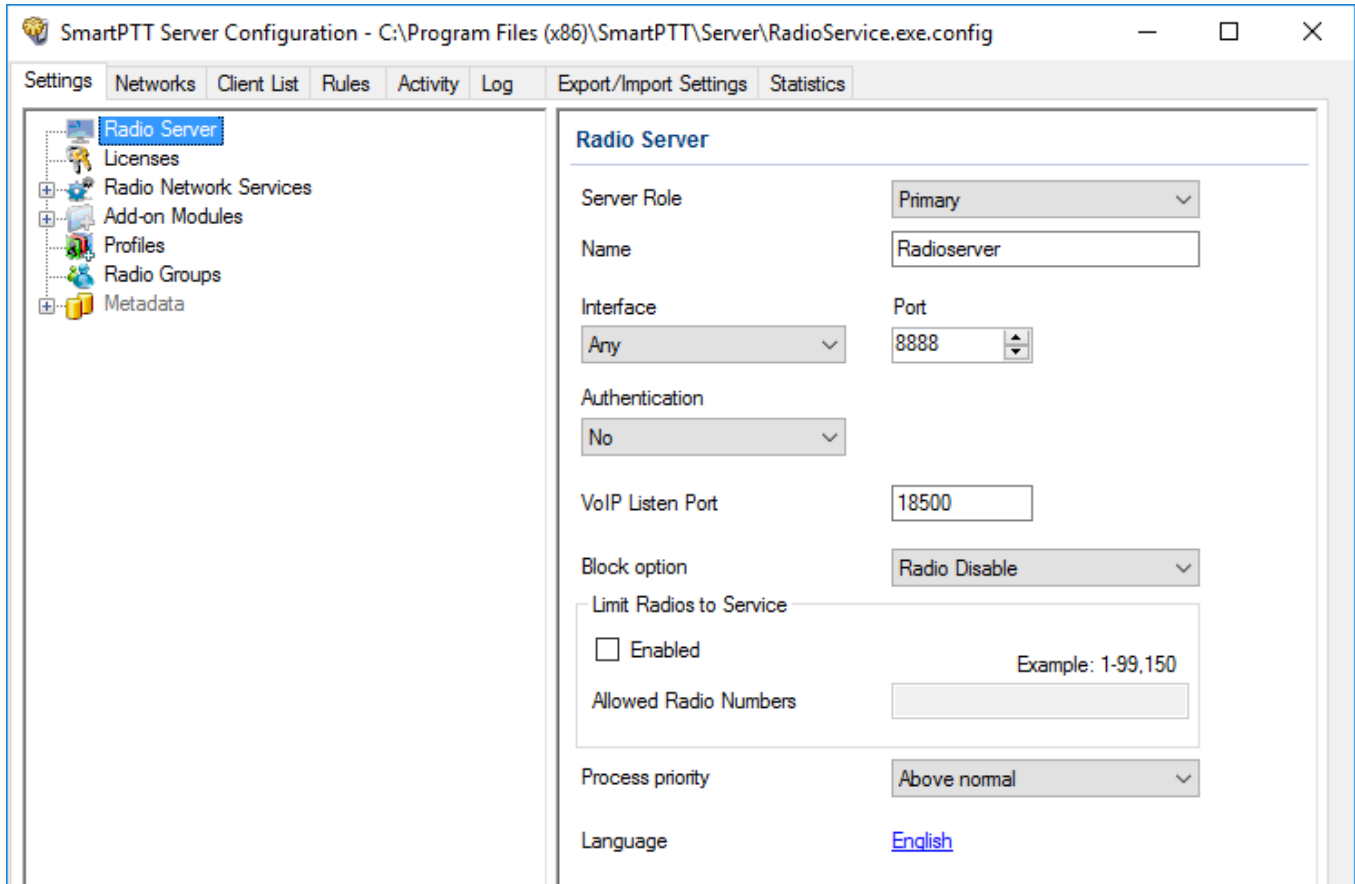 SmartPTT Server Configuration - C:\Program Files (x86)\SmartPTT\Server\RadioService.exe.config
Settings Networks Client List Rules Activity Log Export/Import Settings Statistics
Radio Server
Licenses
Radio Network Services
Add-on Modules
Profiles
Radio Groups
Metadata
Radio Server
Server Role Primary
Name Radioserver
Interface Port
Any 8888
Authentication
No
VoIP Listen Port 18500
Block option Radio Disable
Limit Radios to Service
Enabled
Example: 1-99,150
Allowed Radio Numbers
Process priority Above normal
Language English